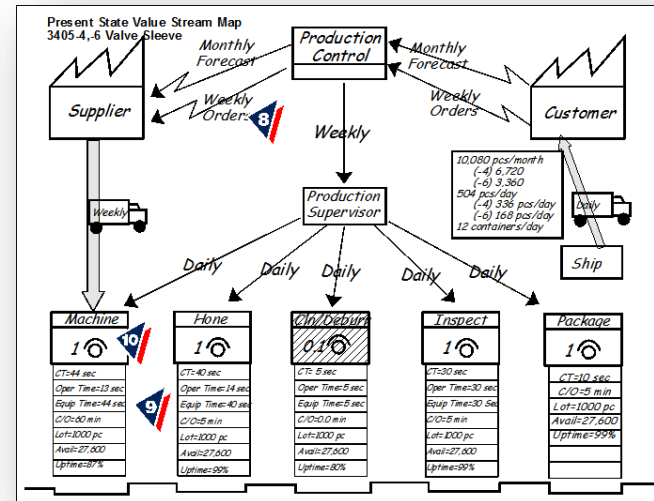 Present State Value Stream Map
3405-4,-6 Valve Sleeve
Monthly
Forecast
Production
Control
Monthly
Forecast
Supplier
Weekly
Orders
8
Weekly
Weekly
Orders
Customer
10,080 pcs/month
(-4) 6,720
(-6) 3,360
504 pcs/day
(-4) 336 pcs/day
(-6) 168 pcs/day
12 containers/day
Weekly
Production
Supervisor
Daily
Ship
Daily
Daily
Daily
Daily
Daily
Machine
1
10
CT=44 sec
Oper Time=13 sec
Equip Time=44 sec
9
C/O=60 min
Lot=1000 pc
Avail=27,600
Uptime=87%
Hone
1
CT=40 sec
Oper Time=14 sec
Equip Time=40 sec
C/O=5 min
Lot=1000 pc
Avail=27,600
Uptime=99%
Cln/Deburr
0.1
CT= 5 sec
Oper Time=5 sec
Equip Time=5 sec
C/O=0.0 min
Lot=1000 pc
Avail=27,600
Uptime=80%
Inspect
1
CT=30 sec
Oper Time=30 sec
Equip Time=30 Sec
C/O=5 min
Lot=1000 pc
Avail=27,600
Uptime=99%
Package
1
CT=10 sec
C/O=5 min
Lot=1000 pc
Avail=27,600
Uptime=99%